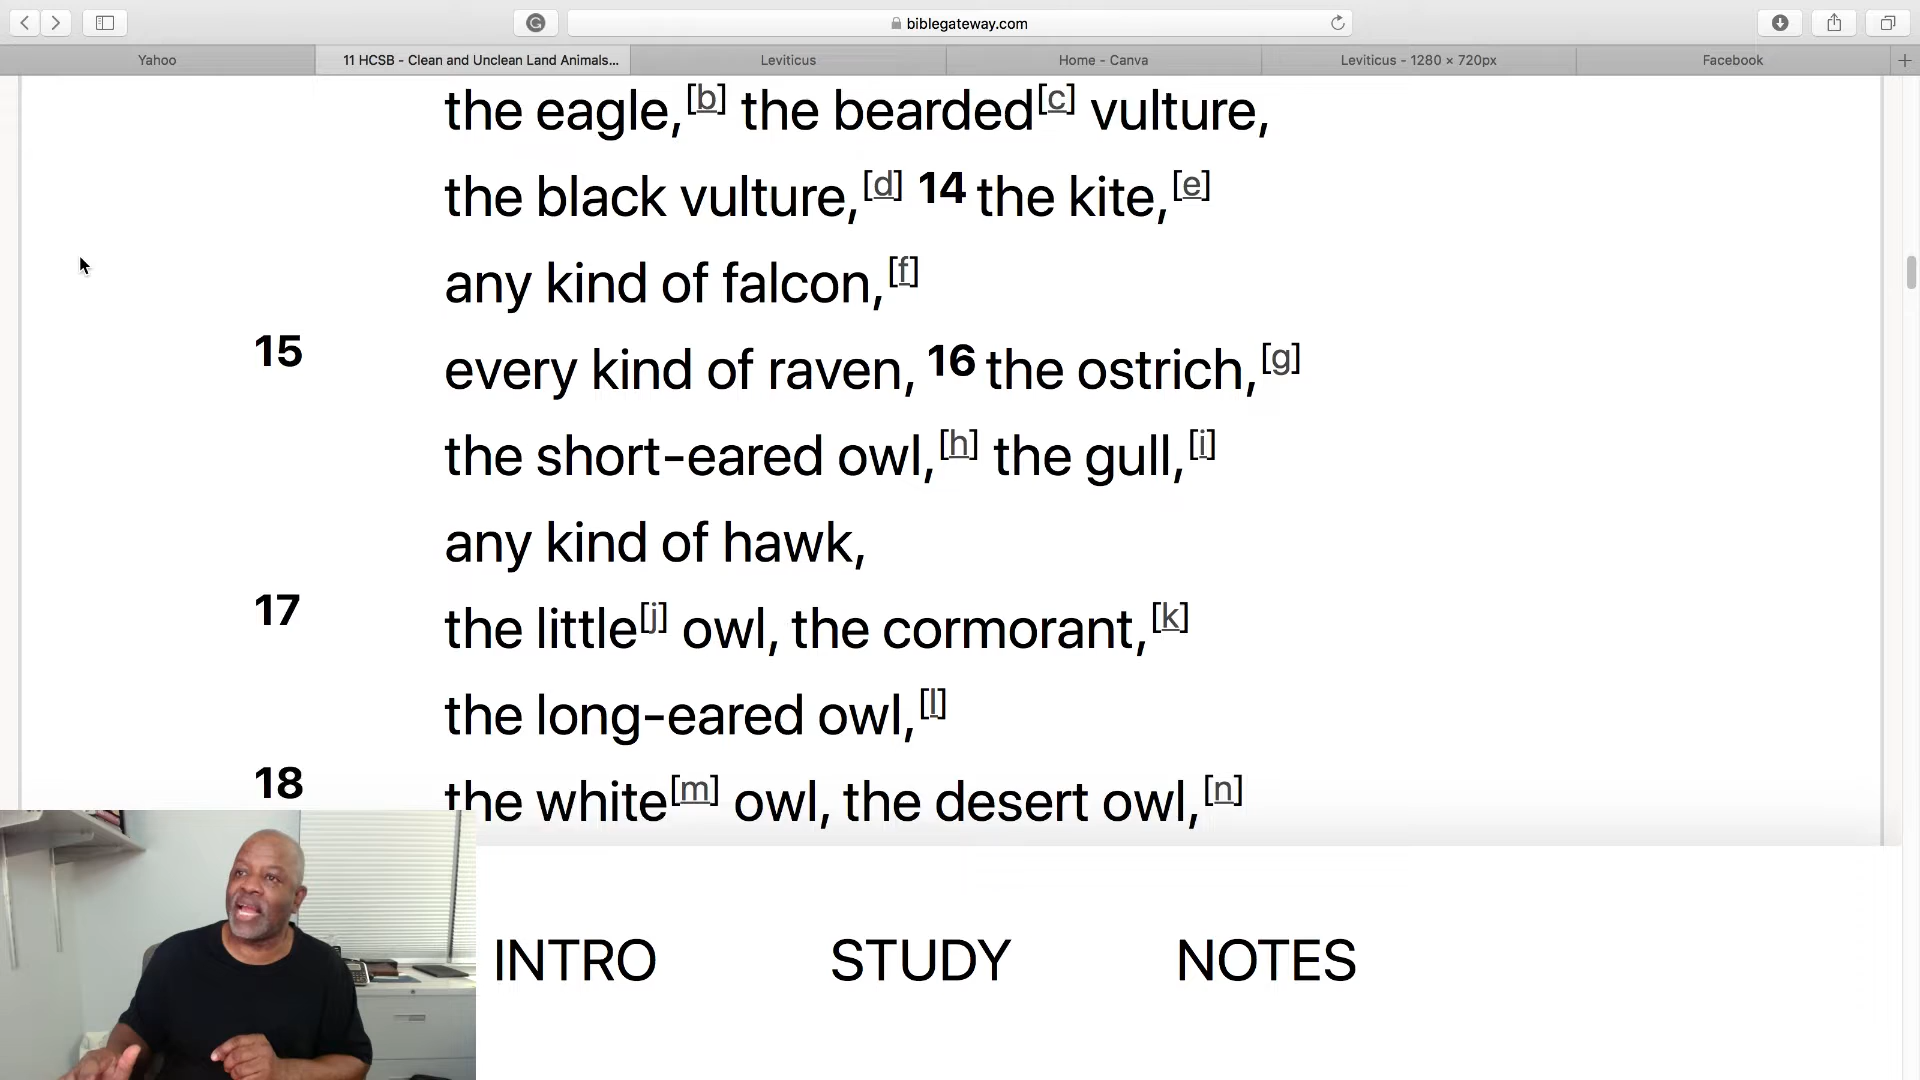 biblegateway.com
Yahoo
11 HCSB - Clean and Unclean Land Animals...
Leviticus
Home - Canva
Leviticus - 1280 × 720px
Facebook
the eagle,[b] the bearded[c] vulture,
the black vulture,[d] 14 the kite,[e]
any kind of falcon,[f]
15 every kind of raven, 16 the ostrich,[g]
the short-eared owl,[h] the gull,[i]
any kind of hawk,
17 the little[j] owl, the cormorant,[k]
the long-eared owl,[l]
18 the white[m] owl, the desert owl,[n]
INTRO STUDY NOTES